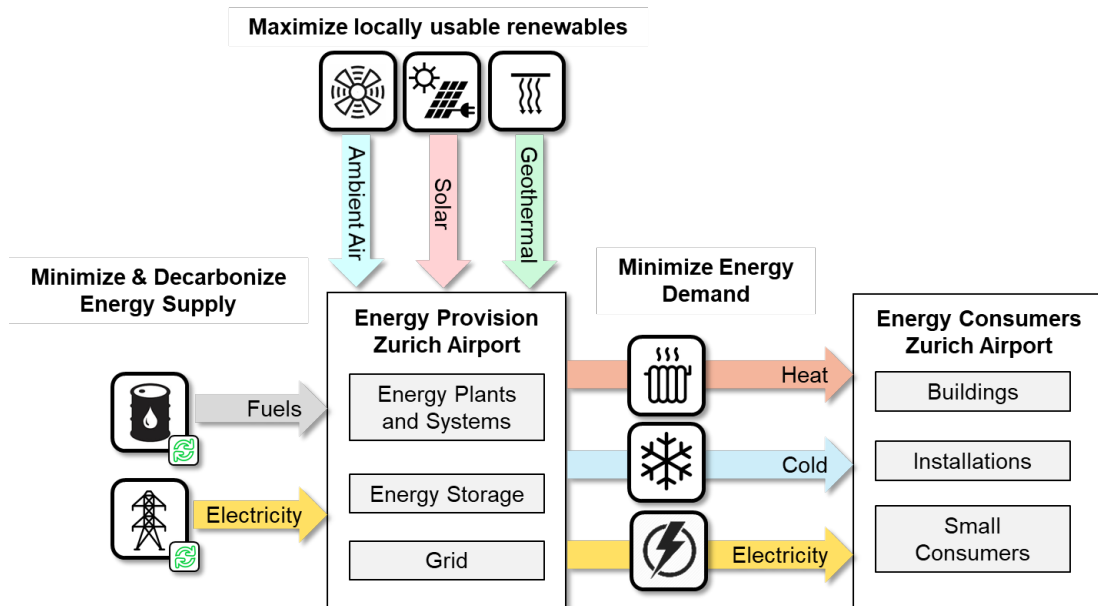 Maximize locally usable renewables
Ambient Air
Solar
Geothermal
Minimize & Decarbonize
Energy Supply
Minimize Energy
Demand
Energy Provision
Zurich Airport
Energy Consumers
Zurich Airport
Fuels
Energy Plants
and Systems
Heat
Buildings
Electricity
Energy Storage
Cold
Installations
Grid
Electricity
Small
Consumers